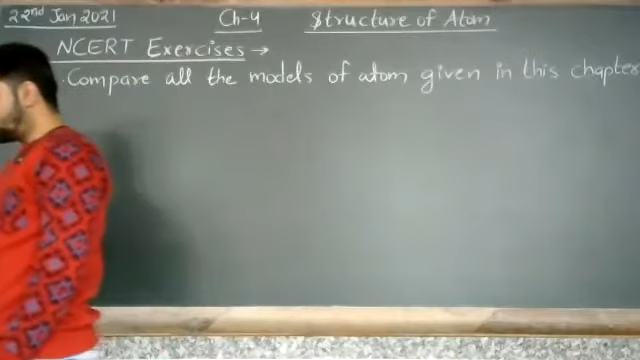 22nd Jan 2021 Ch-4 Structure of Atom
NCERT Exercises →
Compare all the models of atom given in this chapter